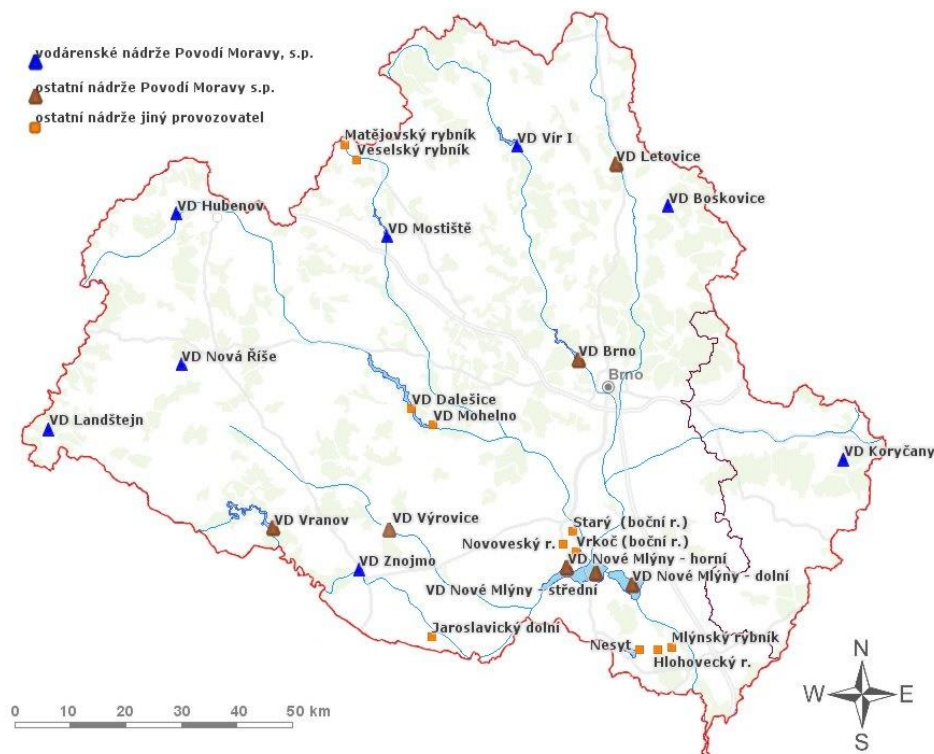 vodárenské nádrže Povodí Moravy, s.p.
ostatní nádrže Povodí Moravy s.p.
ostatní nádrže jiný provozovatel
Matějovský rybník
Veselský rybník
VD Vír I
VD Letovice
VD Boskovice
VD Hubenov
VD Mostiště
VD Nová Říše
VD Brno
Brno
VD Landštejn
VD Dalešice
VD Mohelno
VD Koryčany
VD Vranov
VD Výrovice
Starý (boční r.)
Novoveský r.
Vrkoč (boční r.)
VD Znojmo
VD Nové Mlýny - horní
VD Nové Mlýny - dolní
VD Nové Mlýny - střední
Jaroslavický dolní
Nesyt
Mlýnský rybník
Hlohovecký r.
N
W E
S
0 10 20 30 40 50 km